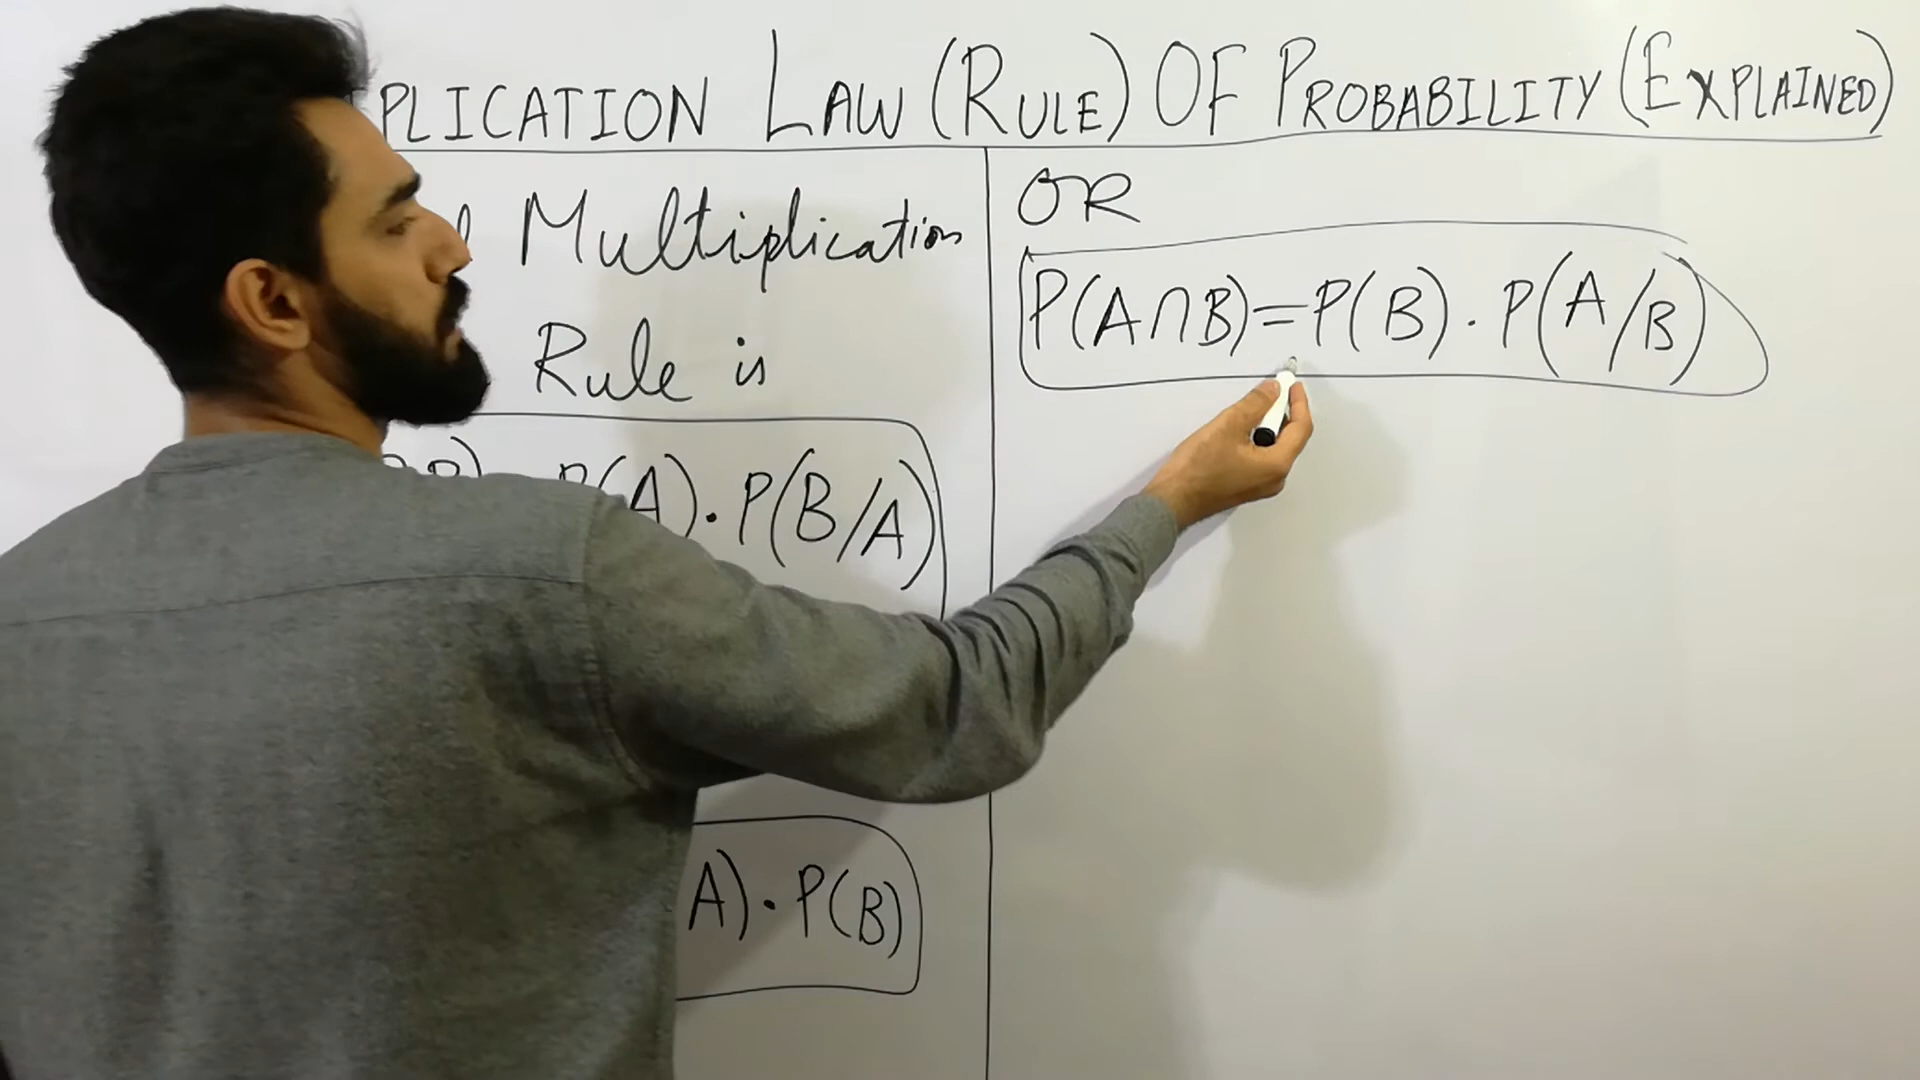 PLICATION LAW (RULE) OF PROBABILITY (EXPLAINED)
Multiplication
Rule is
P(A).P(B/A)
A).P(B)
OR
P(A∩B)=P(B).P(A/B)